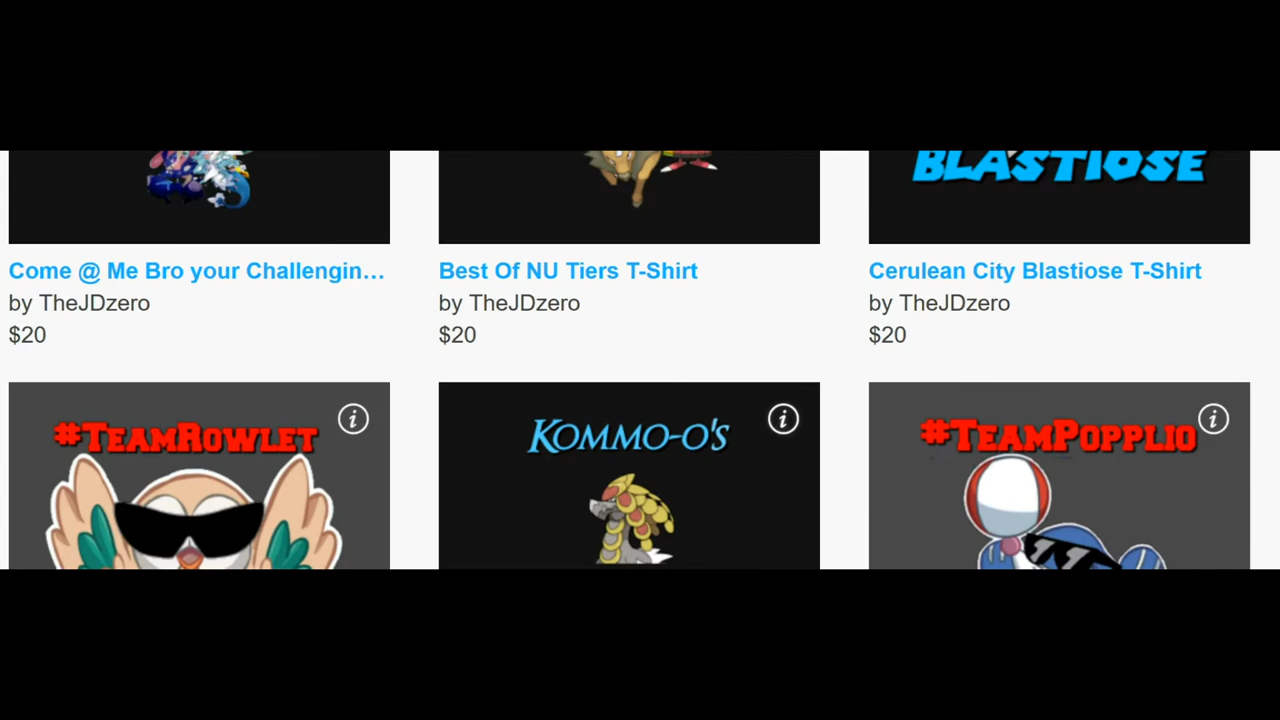 BLASTIOSE
Come @ Me Bro your Challengin...
by TheJDzero
$20
Best Of NU Tiers T-Shirt
by TheJDzero
$20
Cerulean City Blastiose T-Shirt
by TheJDzero
$20
#TeamRowlet
Kommo-o's
#TeamPopplio